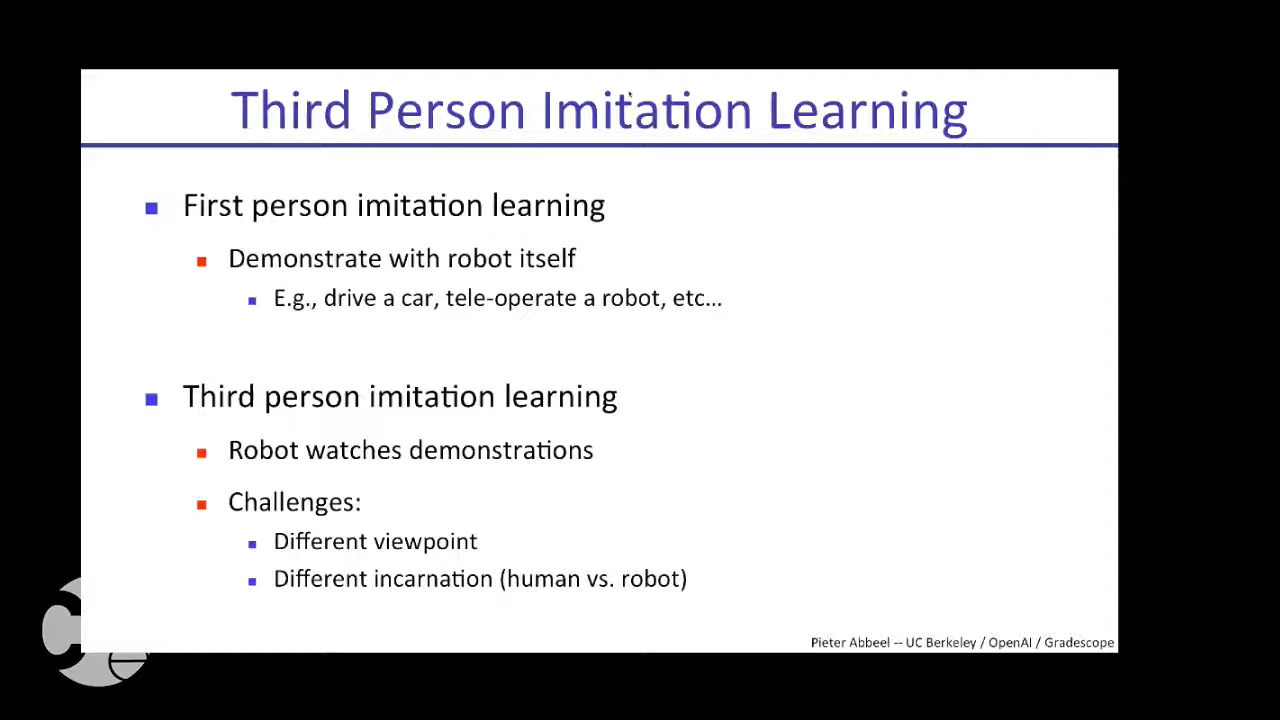 Third Person Imitation Learning
First person imitation learning
Demonstrate with robot itself
E.g., drive a car, tele-operate a robot, etc...
Third person imitation learning
Robot watches demonstrations
Challenges:
Different viewpoint
Different incarnation (human vs. robot)
Pieter Abbeel -- UC Berkeley / OpenAI / Gradescope